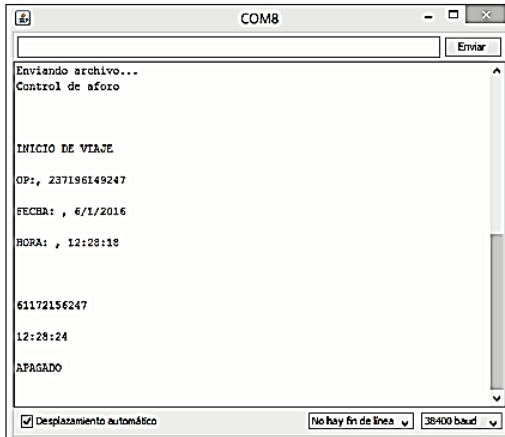 COM8
Enviar
Enviando archivo...
Control de aforo
INICIO DE VIAJE
OP:, 237196149247
FECHA: , 6/1/2016
HORA: , 12:28:18
61172156247
12:28:24
APAGADO
Desplazamiento automático
No hay fin de línea
38400 baud